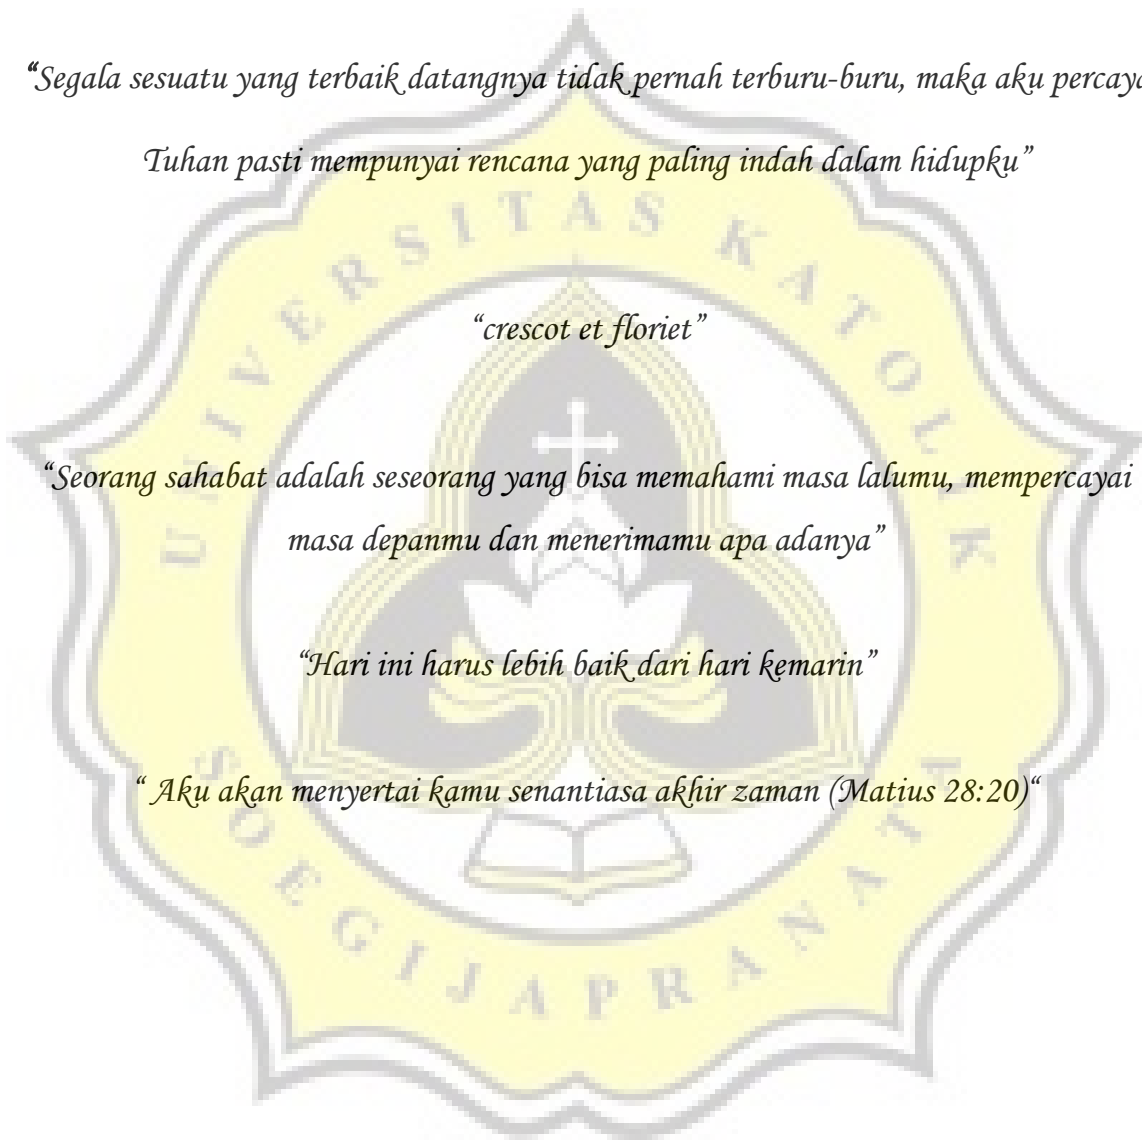 “Segala sesuatu yang terbaik datangnya tidak pernah terburu-buru, maka aku percaya
Tuhan pasti mempunyai rencana yang paling indah dalam hidupku”
“crescot et floriet”
“Seorang sahabat adalah seseorang yang bisa memahami masa lalumu, mempercayai
masa depanmu dan menerimamu apa adanya”
“Hari ini harus lebih baik dari hari kemarin”
“ Aku akan menyertai kamu senantiasa akhir zaman (Matius 28:20)“
UNIVERSITAS KATOLIK
SOEGIJAPRANATA